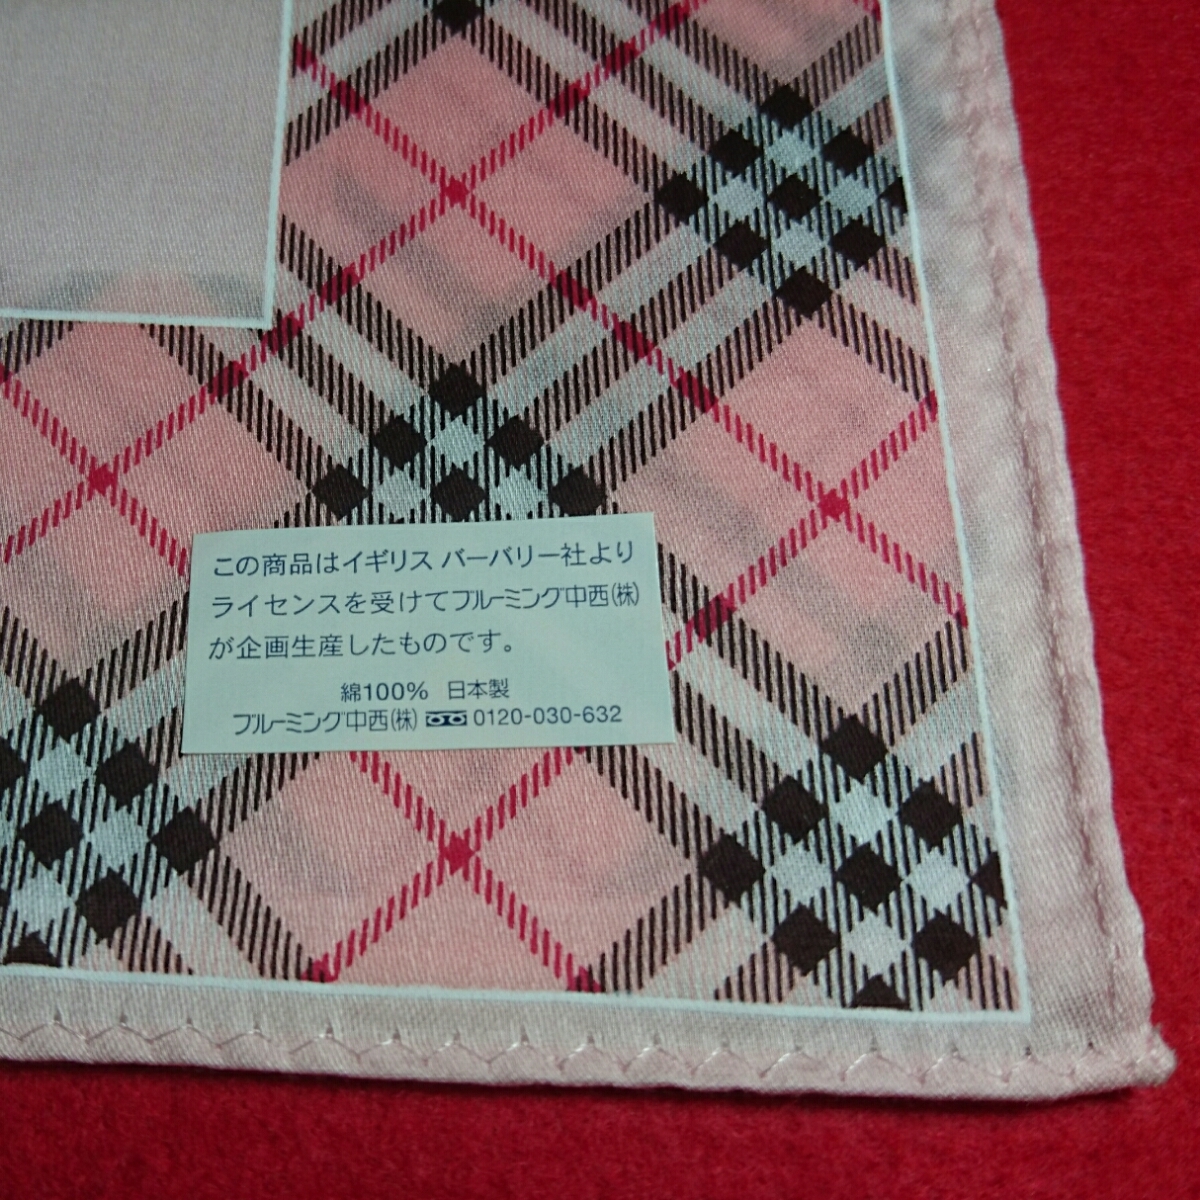 この商品はイギリス バーバリー社より
ライセンスを受けてブルーミング中西㈱
が企画生産したものです。
綿100% 日本製
ブルーミング中西㈱ 0120-030-632